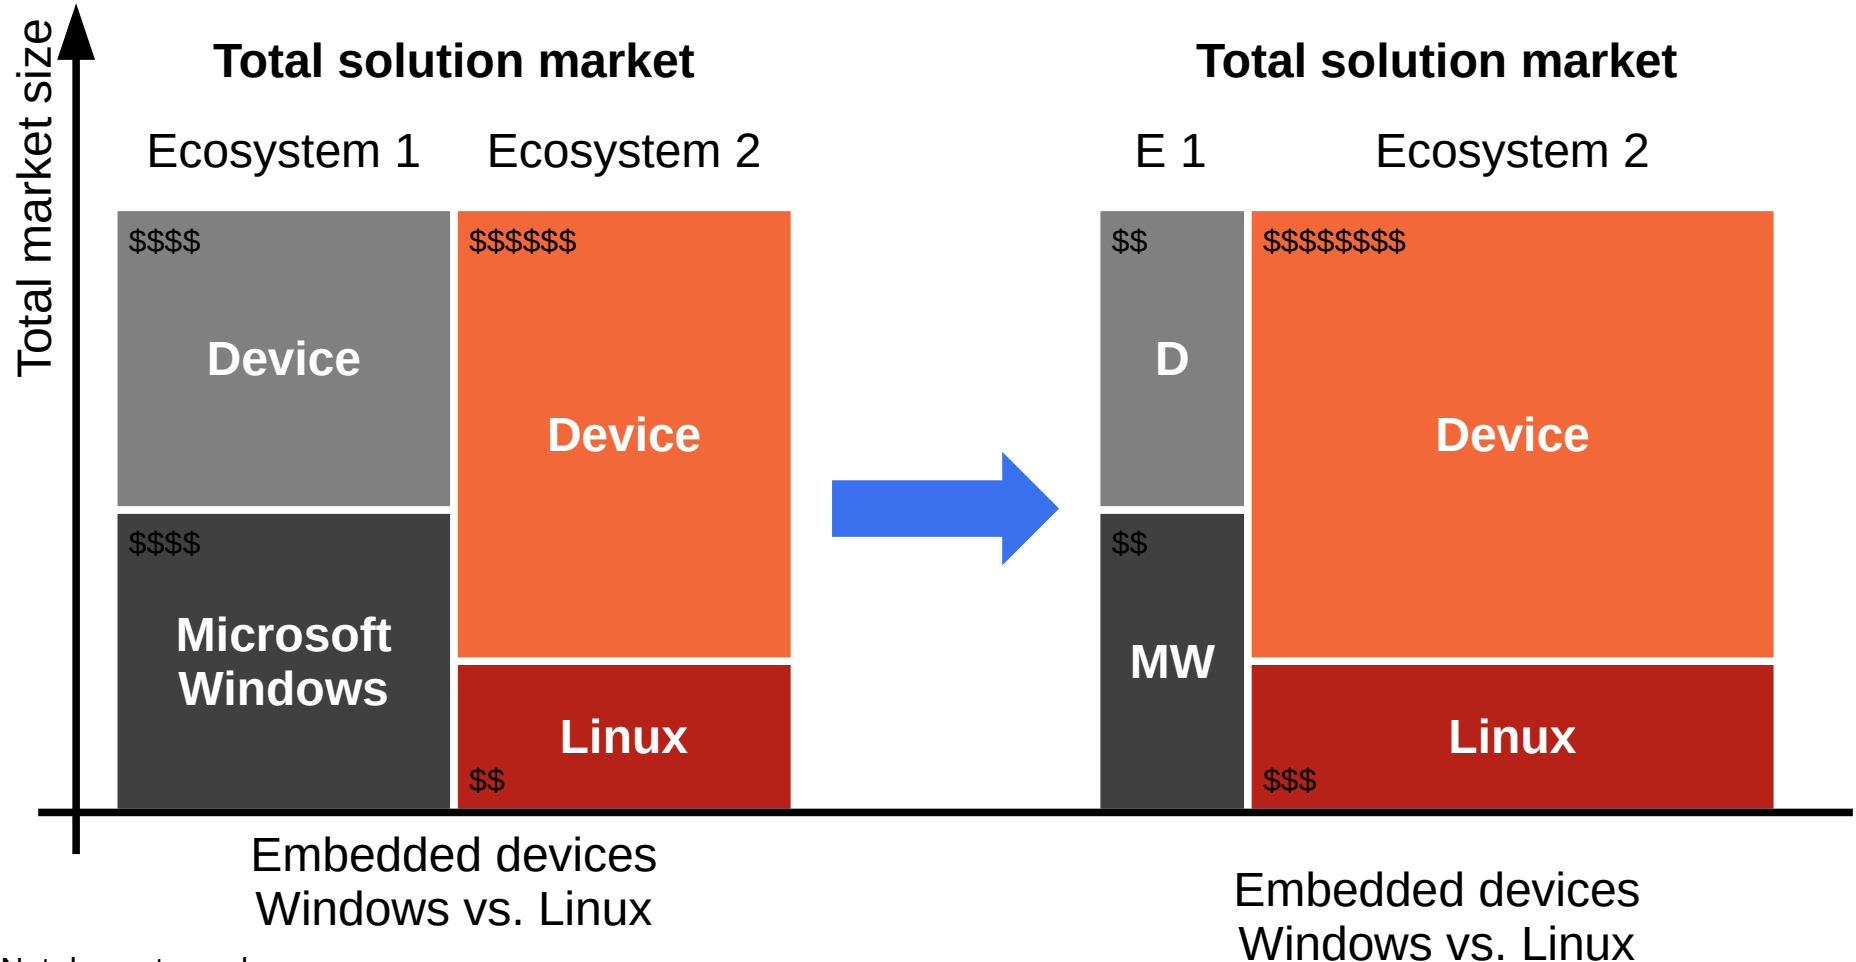 Total market size
Total solution market
Ecosystem 1 Ecosystem 2
$$$$
Device
$$$$
Microsoft
Windows
$$$$$$
Device
Linux
$$
Embedded devices
Windows vs. Linux
Total solution market
E 1 Ecosystem 2
$$
D
$$
MW
$$$$$$$$
Device
Linux
$$$
Embedded devices
Windows vs. Linux